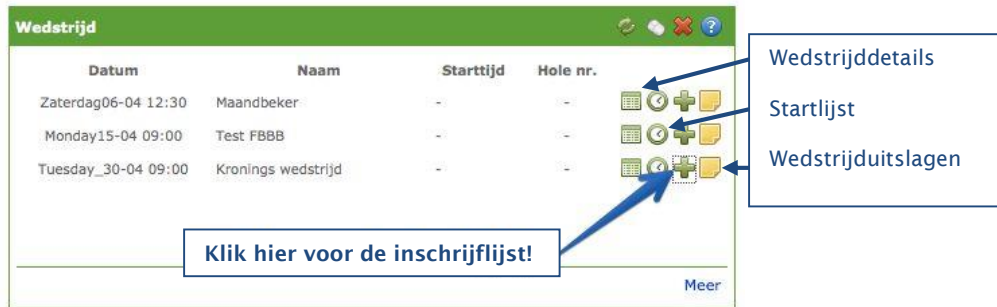 Wedstrijd
Datum Naam Starttijd Hole nr.
Zaterdag06-04 12:30 Maandbeker - -
Monday15-04 09:00 Test FBBB - -
Tuesday_30-04 09:00 Kronings wedstrijd - -
Meer
Wedstrijddetails
Startlijst
Wedstrijduitslagen
Klik hier voor de inschrijflijst!